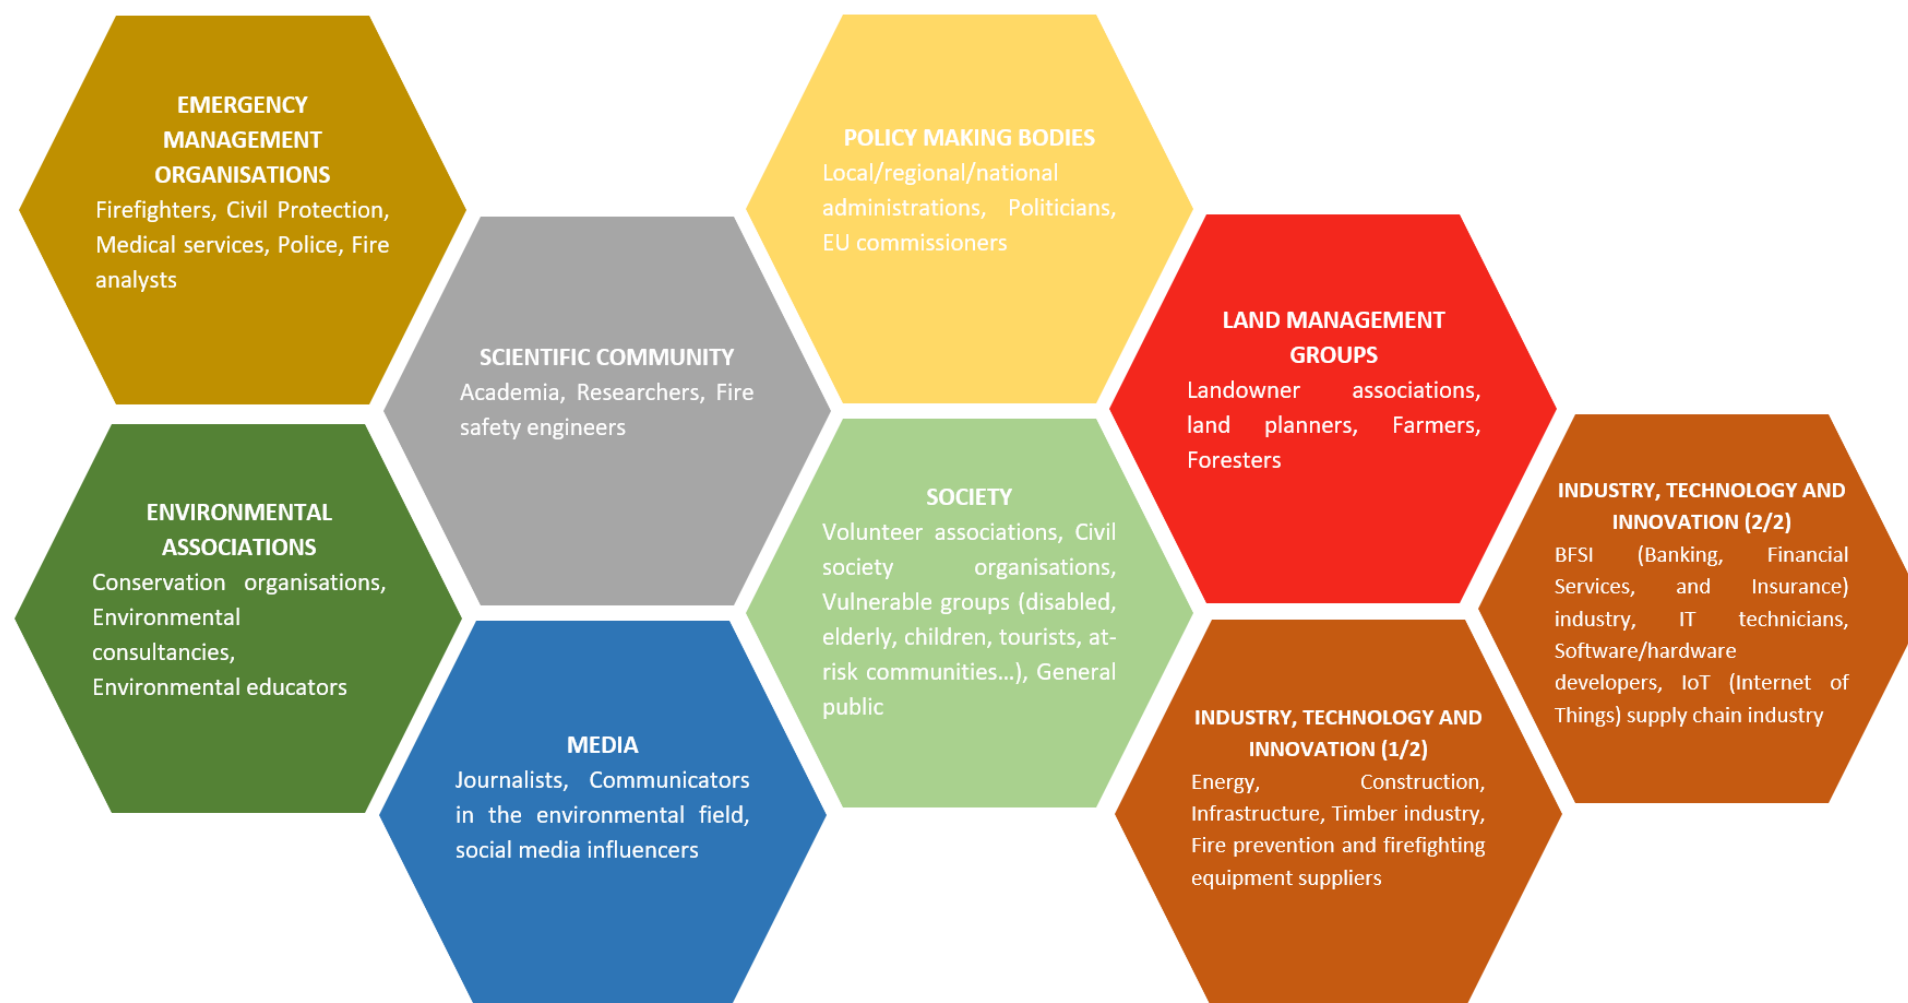 EMERGENCY
MANAGEMENT
ORGANISATIONS
Firefighters, Civil Protection,
Medical services, Police, Fire
analysts
POLICY MAKING BODIES
Local/regional/national
administrations, Politicians,
EU commissioners
SCIENTIFIC COMMUNITY
Academia, Researchers, Fire
safety engineers
LAND MANAGEMENT
GROUPS
Landowner associations,
land planners, Farmers,
Foresters
ENVIRONMENTAL
ASSOCIATIONS
Conservation organisations,
Environmental
consultancies,
Environmental educators
SOCIETY
Volunteer associations, Civil
society organisations,
Vulnerable groups (disabled,
elderly, children, tourists, at-
risk communities...), General
public
INDUSTRY, TECHNOLOGY AND
INNOVATION (2/2)
BFSI (Banking, Financial
Services, and Insurance)
industry, IT technicians,
Software/hardware
developers, IoT (Internet of
Things) supply chain industry
MEDIA
Journalists, Communicators
in the environmental field,
social media influencers
INDUSTRY, TECHNOLOGY AND
INNOVATION (1/2)
Energy, Construction,
Infrastructure, Timber industry,
Fire prevention and firefighting
equipment suppliers